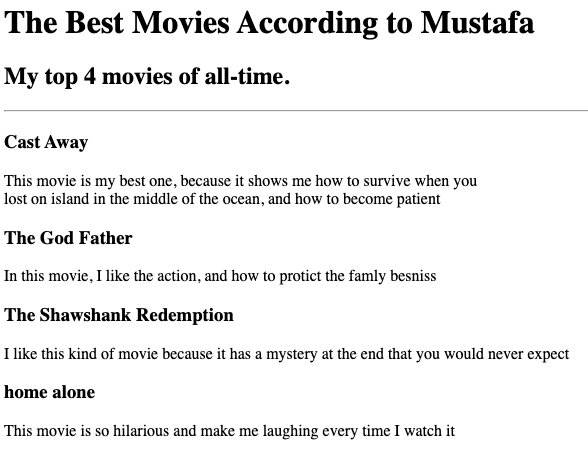 The Best Movies According to Mustafa
My top 4 movies of all-time.
Cast Away
This movie is my best one, because it shows me how to survive when you
lost on island in the middle of the ocean, and how to become patient
The God Father
In this movie, I like the action, and how to protict the famly besniss
The Shawshank Redemption
I like this kind of movie because it has a mystery at the end that you would never expect
home alone
This movie is so hilarious and make me laughing every time I watch it